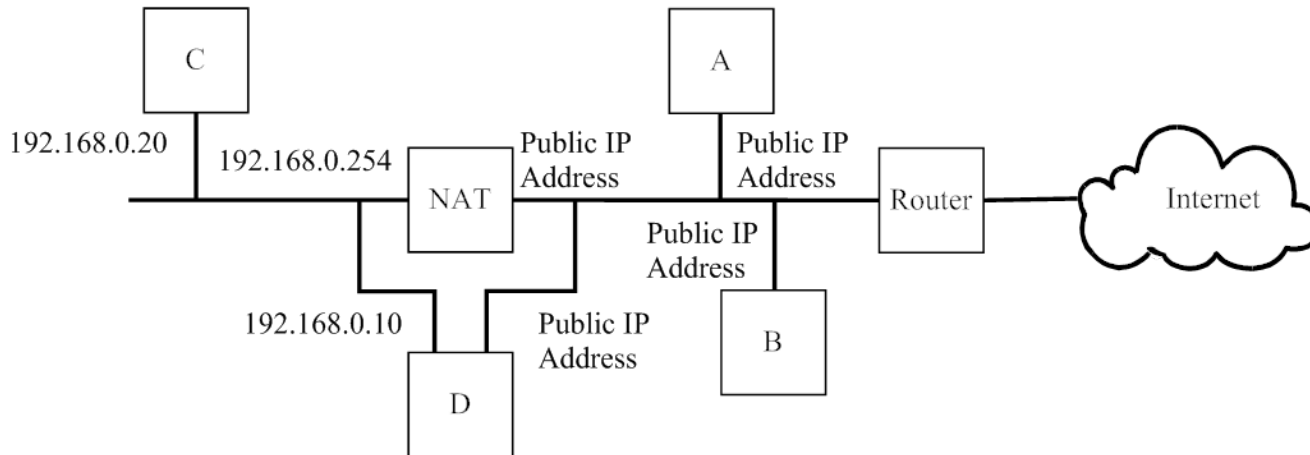 C
A
192.168.0.20
192.168.0.254
Public IP
Address
Public IP
Address
NAT
Router
Internet
Public IP
Address
192.168.0.10
Public IP
Address
B
D